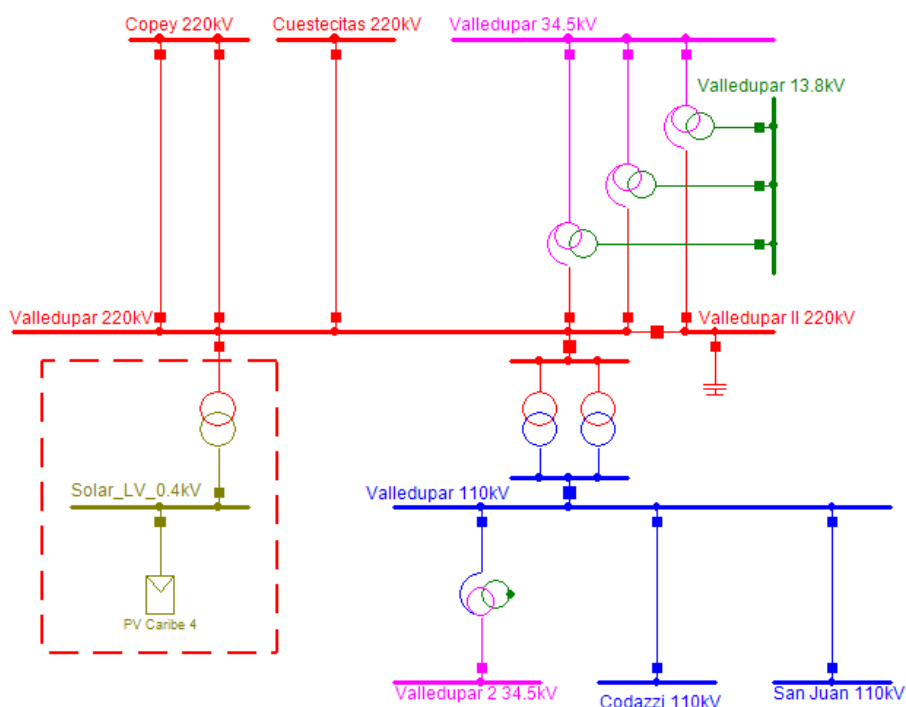 Copey 220kV
Cuestecitas 220kV
Valledupar 34.5kV
Valledupar 13.8kV
Valledupar 220kV
Valledupar II 220kV
Solar_LV_0.4kV
Valledupar 110kV
PV Caribe 4
Valledupar 2 34.5kV
Codazzi 110kV
San Juan 110kV